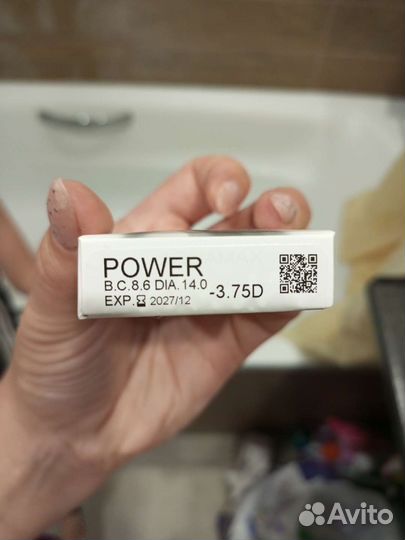 POWER
B.C.8.6 DIA.14.0
-3.75D
EXP. 2027/12
Avito